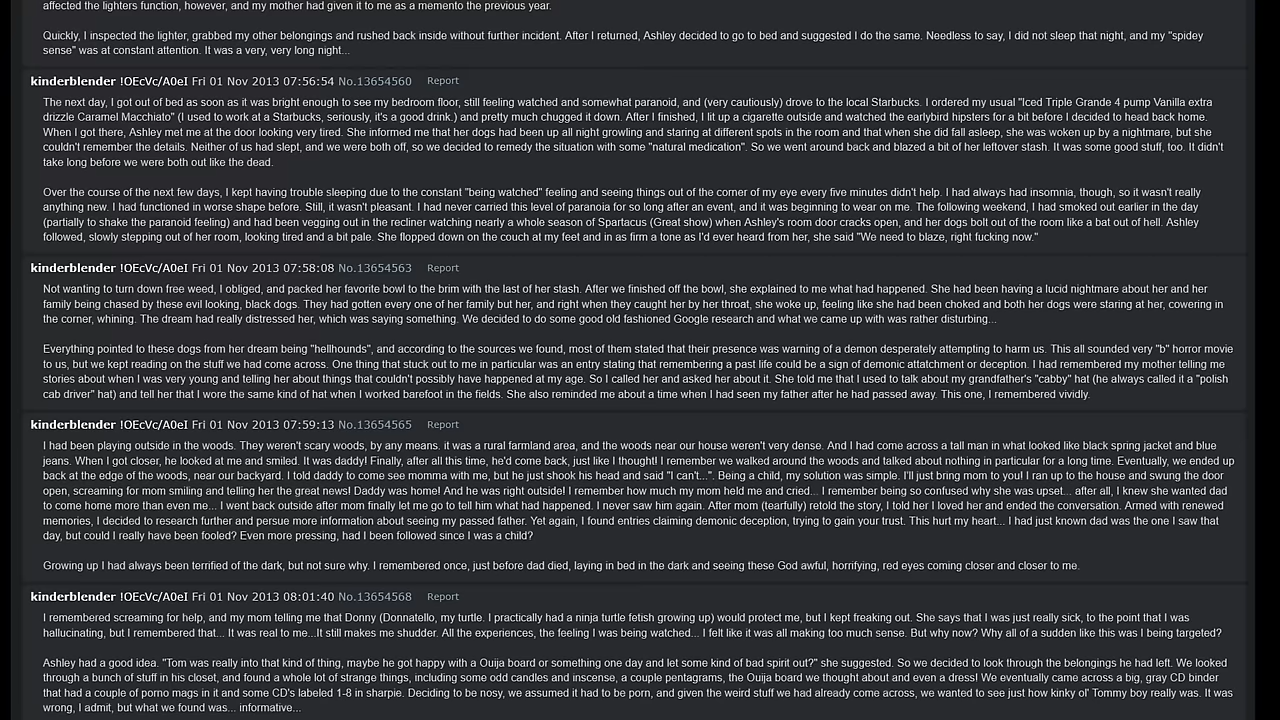 affected the lighters function, however, and my mother had given it to me as a memento the previous year.
Quickly, I inspected the lighter, grabbed my other belongings and rushed back inside without further incident. After I returned, Ashley decided to go to bed and suggested I do the same. Needless to say, I did not sleep that night, and my "spidey
sense" was at constant attention. It was a very, very long night...
kinderblender !OEcVc/A0eI Fri 01 Nov 2013 07:56:54 No.13654560 Report
The next day, I got out of bed as soon as it was bright enough to see my bedroom floor, still feeling watched and somewhat paranoid, and (very cautiously) drove to the local Starbucks. I ordered my usual "Iced Triple Grande 4 pump Vanilla extra
drizzle Caramel Macchiato" (I used to work at a Starbucks, seriously, it's a good drink.) and pretty much chugged it down. After I finished, I lit up a cigarette outside and watched the earlybird hipsters for a bit before I decided to head back home.
When I got there, Ashley met me at the door looking very tired. She informed me that her dogs had been up all night growling and staring at different spots in the room and that when she did fall asleep, she was woken up by a nightmare, but she
couldn't remember the details. Neither of us had slept, and we were both off, so we decided to remedy the situation with some "natural medication". So we went around back and blazed a bit of her leftover stash. It was some good stuff, too. It didn't
take long before we were both out like the dead.
Over the course of the next few days, I kept having trouble sleeping due to the constant "being watched" feeling and seeing things out of the corner of my eye every five minutes didn't help. I had always had insomnia, though, so it wasn't really
anything new. I had functioned in worse shape before. Still, it wasn't pleasant. I had never carried this level of paranoia for so long after an event, and it was beginning to wear on me. The following weekend, I had smoked out earlier in the day
(partially to shake the paranoid feeling) and had been vegging out in the recliner watching nearly a whole season of Spartacus (Great show) when Ashley's room door cracks open, and her dogs bolt out of the room like a bat out of hell. Ashley
followed, slowly stepping out of her room, looking tired and a bit pale. She flopped down on the couch at my feet and in as firm a tone as I'd ever heard from her, she said "We need to blaze, right fucking now."
kinderblender !OEcVc/A0eI Fri 01 Nov 2013 07:58:08 No.13654563 Report
Not wanting to turn down free weed, I obliged, and packed her favorite bowl to the brim with the last of her stash. After we finished off the bowl, she explained to me what had happened. She had been having a lucid nightmare about her and her
family being chased by these evil looking, black dogs. They had gotten every one of her family but her, and right when they caught her by her throat, she woke up, feeling like she had been choked and both her dogs were staring at her, cowering in
the corner, whining. The dream had really distressed her, which was saying something. We decided to do some good old fashioned Google research and what we came up with was rather disturbing...
Everything pointed to these dogs from her dream being "hellhounds", and according to the sources we found, most of them stated that their presence was warning of a demon desperately attempting to harm us. This all sounded very "b" horror movie
to us, but we kept reading on the stuff we had come across. One thing that stuck out to me in particular was an entry stating that remembering a past life could be a sign of demonic attatchment or deception. I had remembered my mother telling me
stories about when I was very young and telling her about things that couldn't possibly have happened at my age. So I called her and asked her about it. She told me that I used to talk about my grandfather's "cabby" hat (he always called it a "polish
cab driver" hat) and tell her that I wore the same kind of hat when I worked barefoot in the fields. She also reminded me about a time when I had seen my father after he had passed away. This one, I remembered vividly.
kinderblender !OEcVc/A0eI Fri 01 Nov 2013 07:59:13 No.13654565 Report
I had been playing outside in the woods. They weren't scary woods, by any means. it was a rural farmland area, and the woods near our house weren't very dense. And I had come across a tall man in what looked like black spring jacket and blue
jeans. When I got closer, he looked at me and smiled. It was daddy! Finally, after all this time, he'd come back, just like I thought! I remember we walked around the woods and talked about nothing in particular for a long time. Eventually, we ended up
back at the edge of the woods, near our backyard. I told daddy to come see momma with me, but he just shook his head and said "I can't...". Being a child, my solution was simple. I'll just bring mom to you! I ran up to the house and swung the door
open, screaming for mom smiling and telling her the great news! Daddy was home! And he was right outside! I remember how much my mom held me and cried... I remember being so confused why she was upset... after all, I knew she wanted dad
to come home more than even me... I went back outside after mom finally let me go to tell him what had happened. I never saw him again. After mom (tearfully) retold the story, I told her I loved her and ended the conversation. Armed with renewed
memories, I decided to research further and persue more information about seeing my passed father. Yet again, I found entries claiming demonic deception, trying to gain your trust. This hurt my heart... I had just known dad was the one I saw that
day, but could I really have been fooled? Even more pressing, had I been followed since I was a child?
Growing up I had always been terrified of the dark, but not sure why. I remembered once, just before dad died, laying in bed in the dark and seeing these God awful, horrifying, red eyes coming closer and closer to me.
kinderblender !OEcVc/A0eI Fri 01 Nov 2013 08:01:40 No.13654568 Report
I remembered screaming for help, and my mom telling me that Donny (Donnatello, my turtle. I practically had a ninja turtle fetish growing up) would protect me, but I kept freaking out. She says that I was just really sick, to the point that I was
hallucinating, but I remembered that... It was real to me...It still makes me shudder. All the experiences, the feeling I was being watched... I felt like it was all making too much sense. But why now? Why all of a sudden like this was I being targeted?
Ashley had a good idea. "Tom was really into that kind of thing, maybe he got happy with a Ouija board or something one day and let some kind of bad spirit out?" she suggested. So we decided to look through the belongings he had left. We looked
through a bunch of stuff in his closet, and found a whole lot of strange things, including some odd candles and inscense, a couple pentagrams, the Ouija board we thought about and even a dress! We eventually came across a big, gray CD binder
that had a couple of porno mags in it and some CD's labeled 1-8 in sharpie. Deciding to be nosy, we assumed it had to be porn, and given the weird stuff we had already come across, we wanted to see just how kinky ol' Tommy boy really was. It was
wrong, I admit, but what we found was... informative...